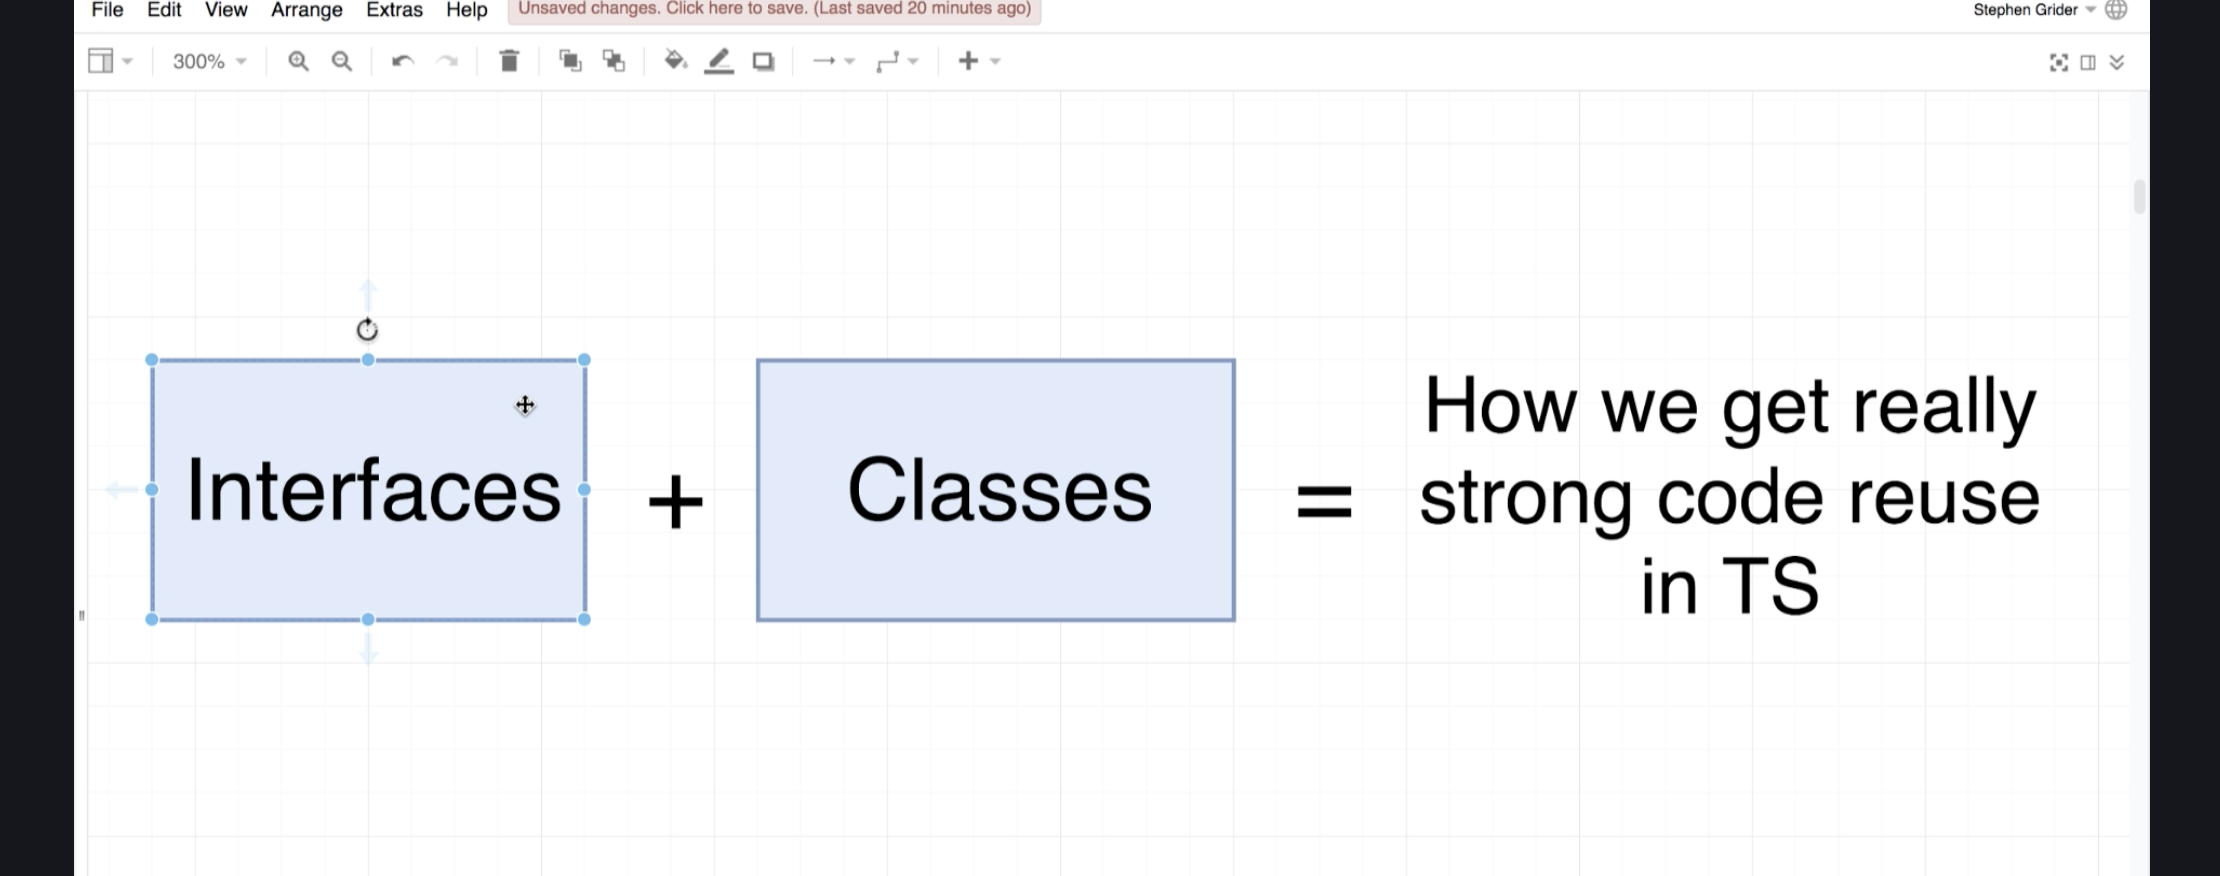 File Edit View Arrange Extras Help Unsaved changes. Click here to save. (Last saved 20 minutes ago) Stephen Grider
300%
Interfaces + Classes =
How we get really
strong code reuse
in TS